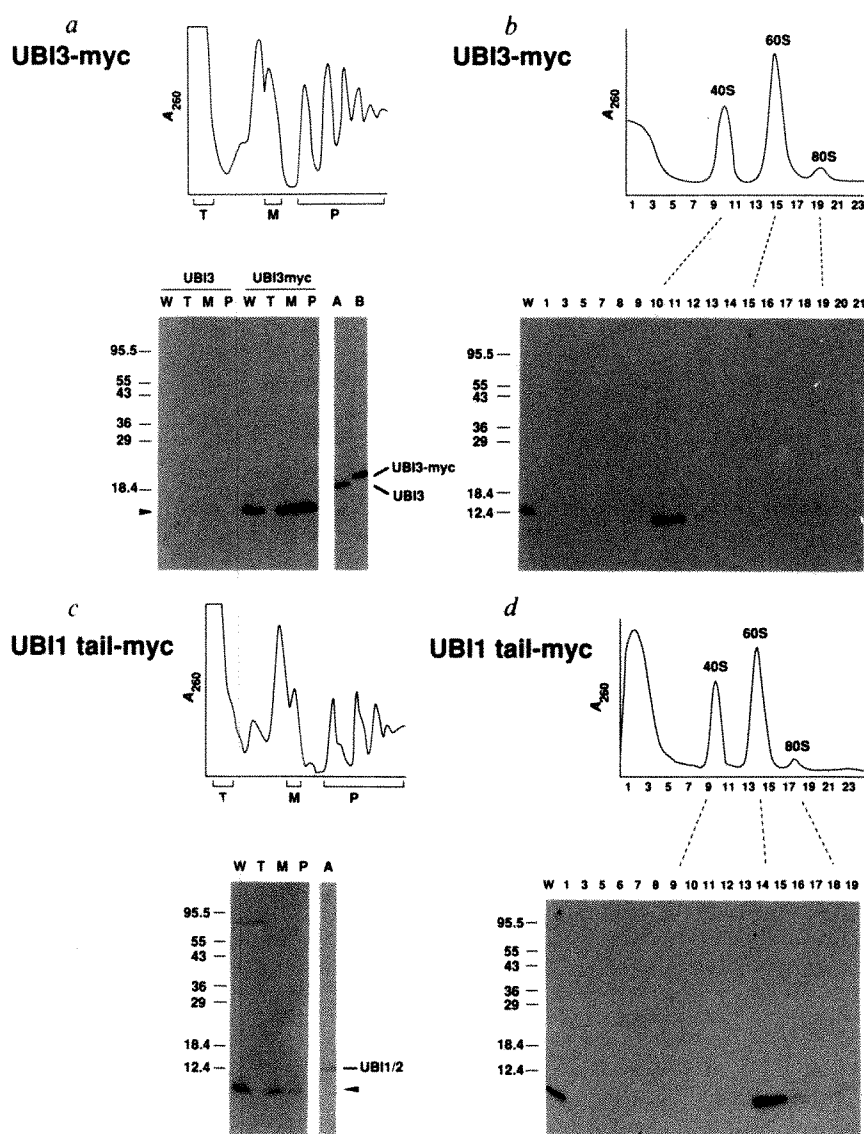 a
UBI3-myc
A260
T M P
UBI3 UBI3myc
W T M P W T M P A B
95.5
55
43
36
29
18.4
UBI3-myc
UBI3
b
UBI3-myc
A260
40S
60S
80S
1 3 5 7 9 11 13 15 17 19 21 23
W 1 3 5 7 8 9 10 11 12 13 14 15 16 17 18 19 20 21
95.5
55
43
36
29
18.4
12.4
c
UBI1 tail-myc
A260
T M P
W T M P A
95.5
55
43
36
29
18.4
12.4
UBI1/2
d
UBI1 tail-myc
A260
40S
60S
80S
1 3 5 7 9 11 13 15 17 19 21 23
W 1 3 5 6 7 8 9 10 11 12 13 14 15 16 17 18 19
95.5
55
43
36
29
18.4
12.4